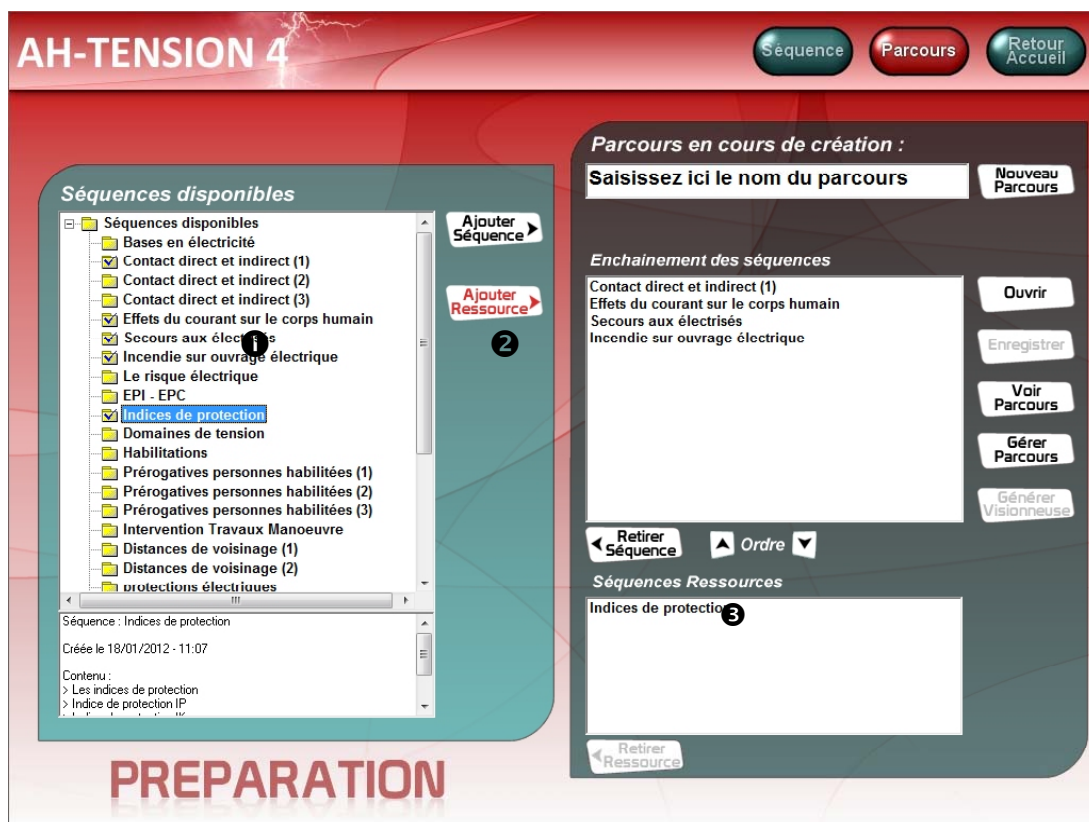 AH-TENSION 4
Séquence
Parcours
Retour
Accueil
Séquences disponibles
Séquences disponibles
Bases en électricité
Contact direct et indirect (1)
Contact direct et indirect (2)
Contact direct et indirect (3)
Effets du courant sur le corps humain
Secours aux électrisés
Incendie sur ouvrage électrique
Le risque électrique
EPI - EPC
Indices de protection
Domaines de tension
Habilitations
Prérogatives personnes habilitées (1)
Prérogatives personnes habilitées (2)
Prérogatives personnes habilitées (3)
Intervention Travaux Manoeuvre
Distances de voisinage (1)
Distances de voisinage (2)
protections électriques
1
Séquence : Indices de protection
Créée le 18/01/2012 - 11:07
Contenu :
> Les indices de protection
> Indice de protection IP
Ajouter
Séquence
Ajouter
Ressource
2
Parcours en cours de création :
Saisissez ici le nom du parcours
Nouveau
Parcours
Enchainement des séquences
Contact direct et indirect (1)
Effets du courant sur le corps humain
Secours aux électrisés
Incendie sur ouvrage électrique
Ouvrir
Enregistrer
Voir
Parcours
Gérer
Parcours
Générer
Visionneuse
Retirer
Séquence
Ordre
Séquences Ressources
Indices de protection
3
Retirer
Ressource
PREPARATION